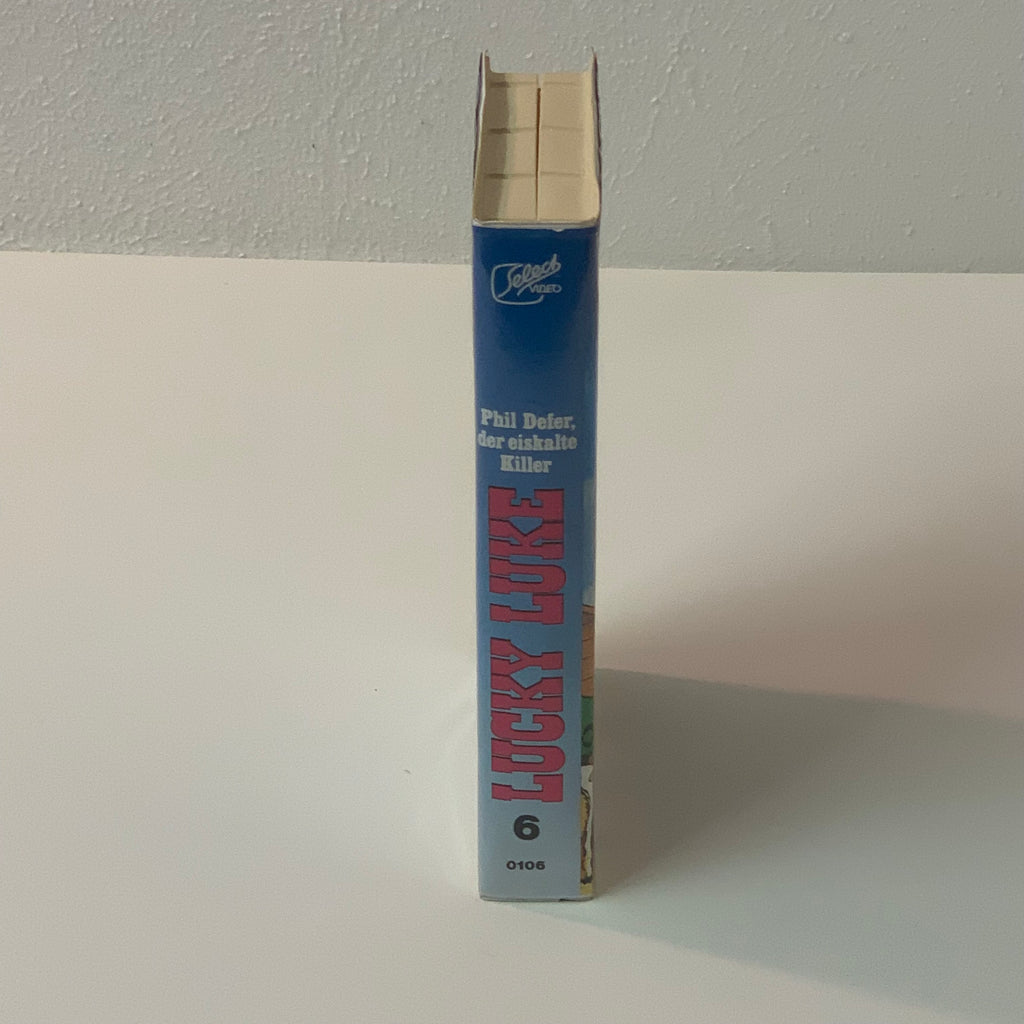 Select
VIDEO
Phil Defer,
der eiskalte
Killer
LUCKY LUKE
6
0106